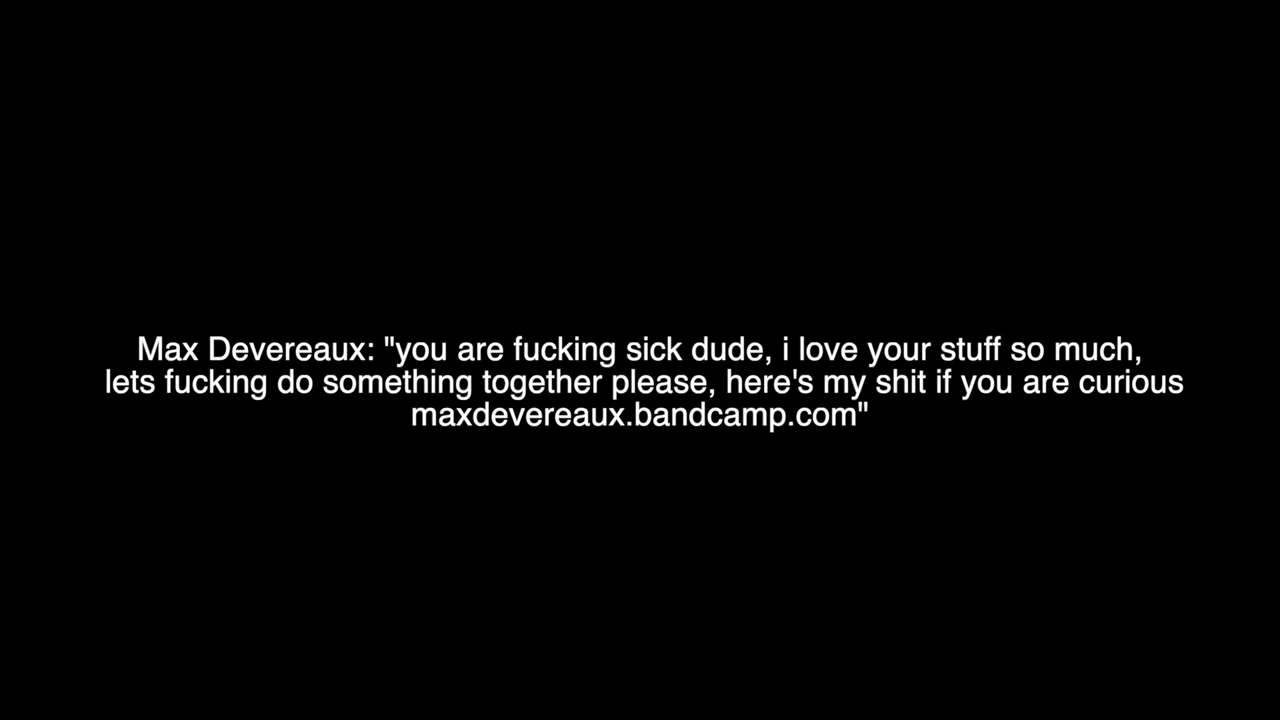 Max Devereaux: "you are fucking sick dude, i love your stuff so much,
lets fucking do something together please, here's my shit if you are curious
maxdevereaux.bandcamp.com"